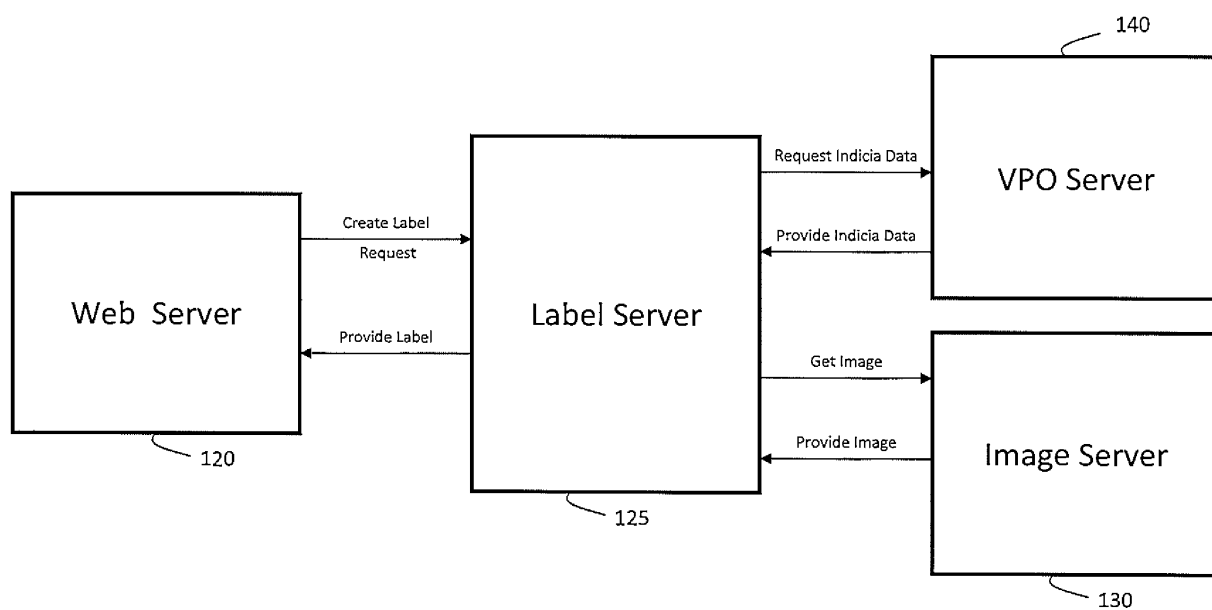 140
Request Indicia Data
VPO Server
Provide Indicia Data
Create Label
Request
Web Server
Label Server
Provide Label
Get Image
Provide Image
Image Server
120
125
130